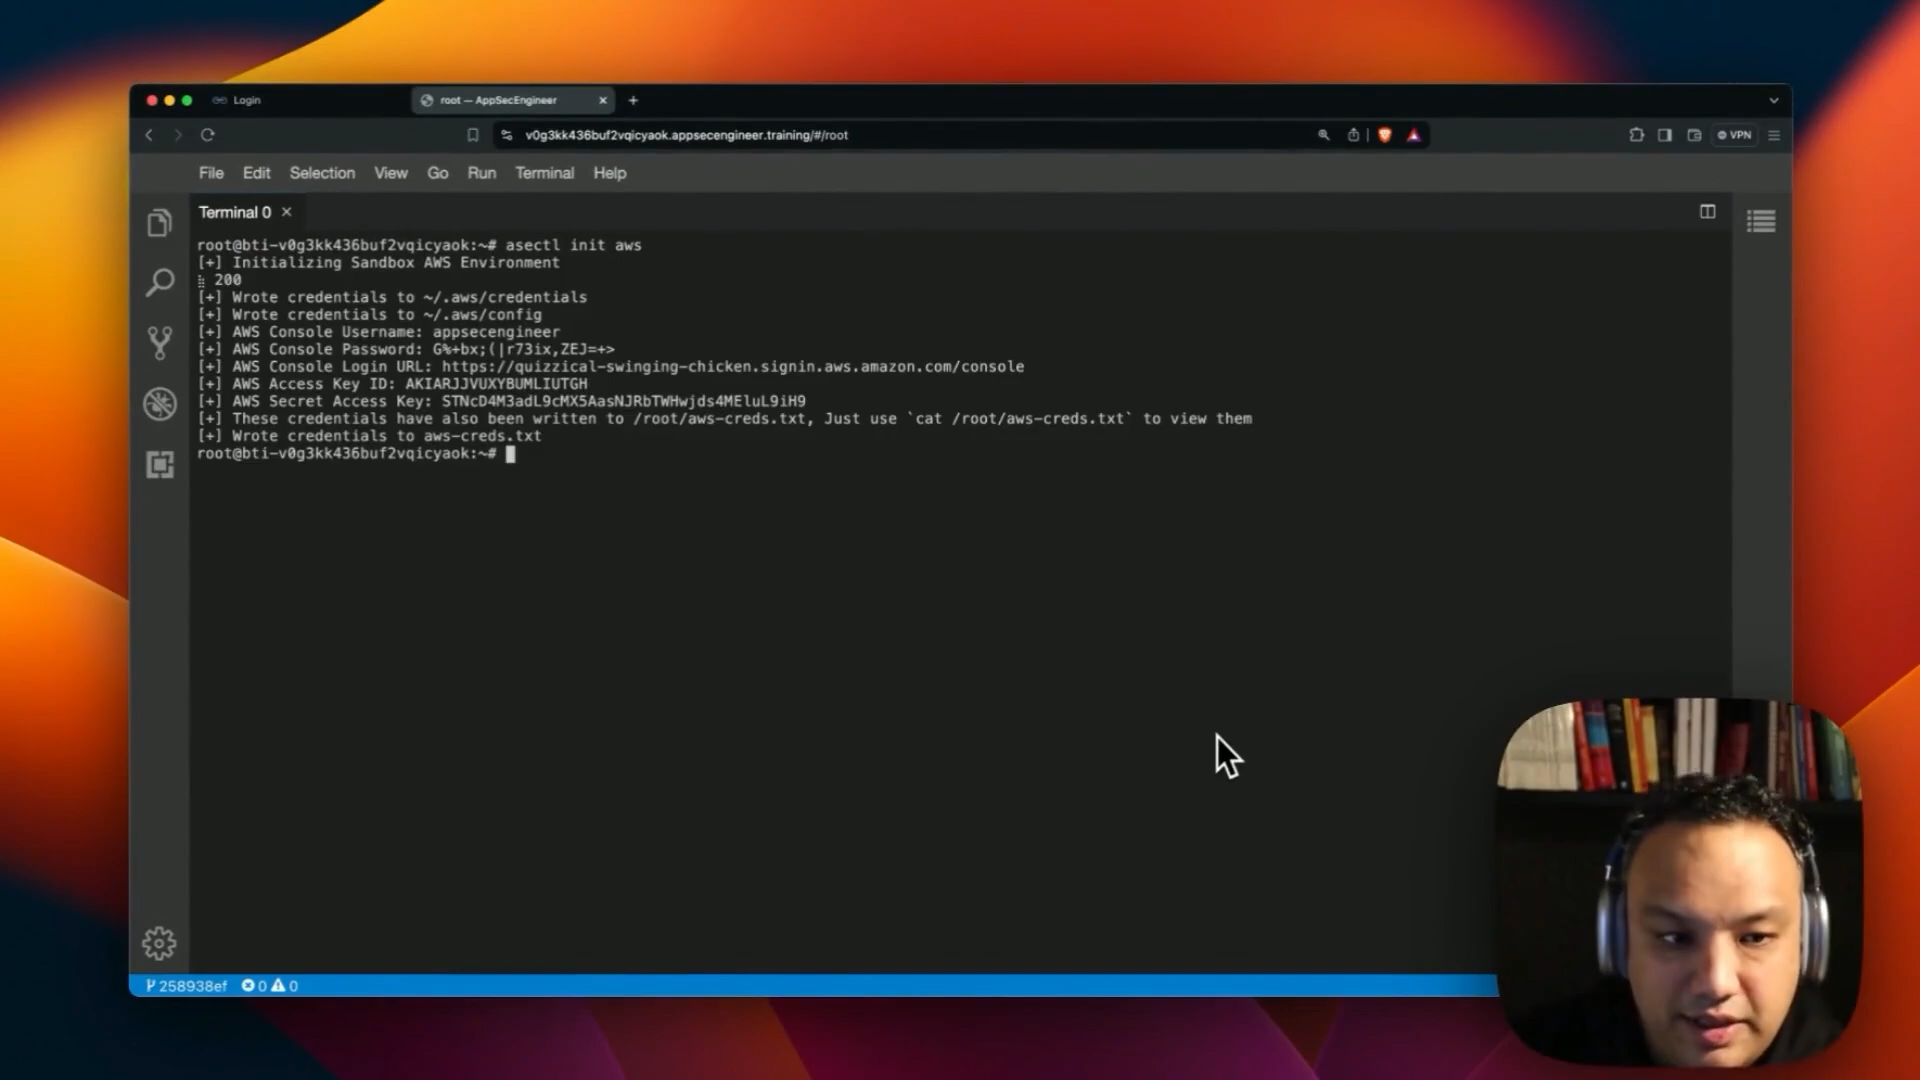 Login
root — AppSecEngineer
v0g3kk436buf2vqicyaok.appsecengineer.training/#/root
VPN
File Edit Selection View Go Run Terminal Help
Terminal 0
root@bti-v0g3kk436buf2vqicyaok:~# asectl init aws
[+] Initializing Sandbox AWS Environment
200
[+] Wrote credentials to ~/.aws/credentials
[+] Wrote credentials to ~/.aws/config
[+] AWS Console Username: appsecengineer
[+] AWS Console Password: G%+bx;(|r73ix,ZEJ=+>
[+] AWS Console Login URL: https://quizzical-swinging-chicken.signin.aws.amazon.com/console
[+] AWS Access Key ID: AKIARJJVUXYBUMLIUTGH
[+] AWS Secret Access Key: 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
[+] These credentials have also been written to /root/aws-creds.txt, Just use `cat /root/aws-creds.txt` to view them
[+] Wrote credentials to aws-creds.txt
root@bti-v0g3kk436buf2vqicyaok:~#
258938ef 0 0